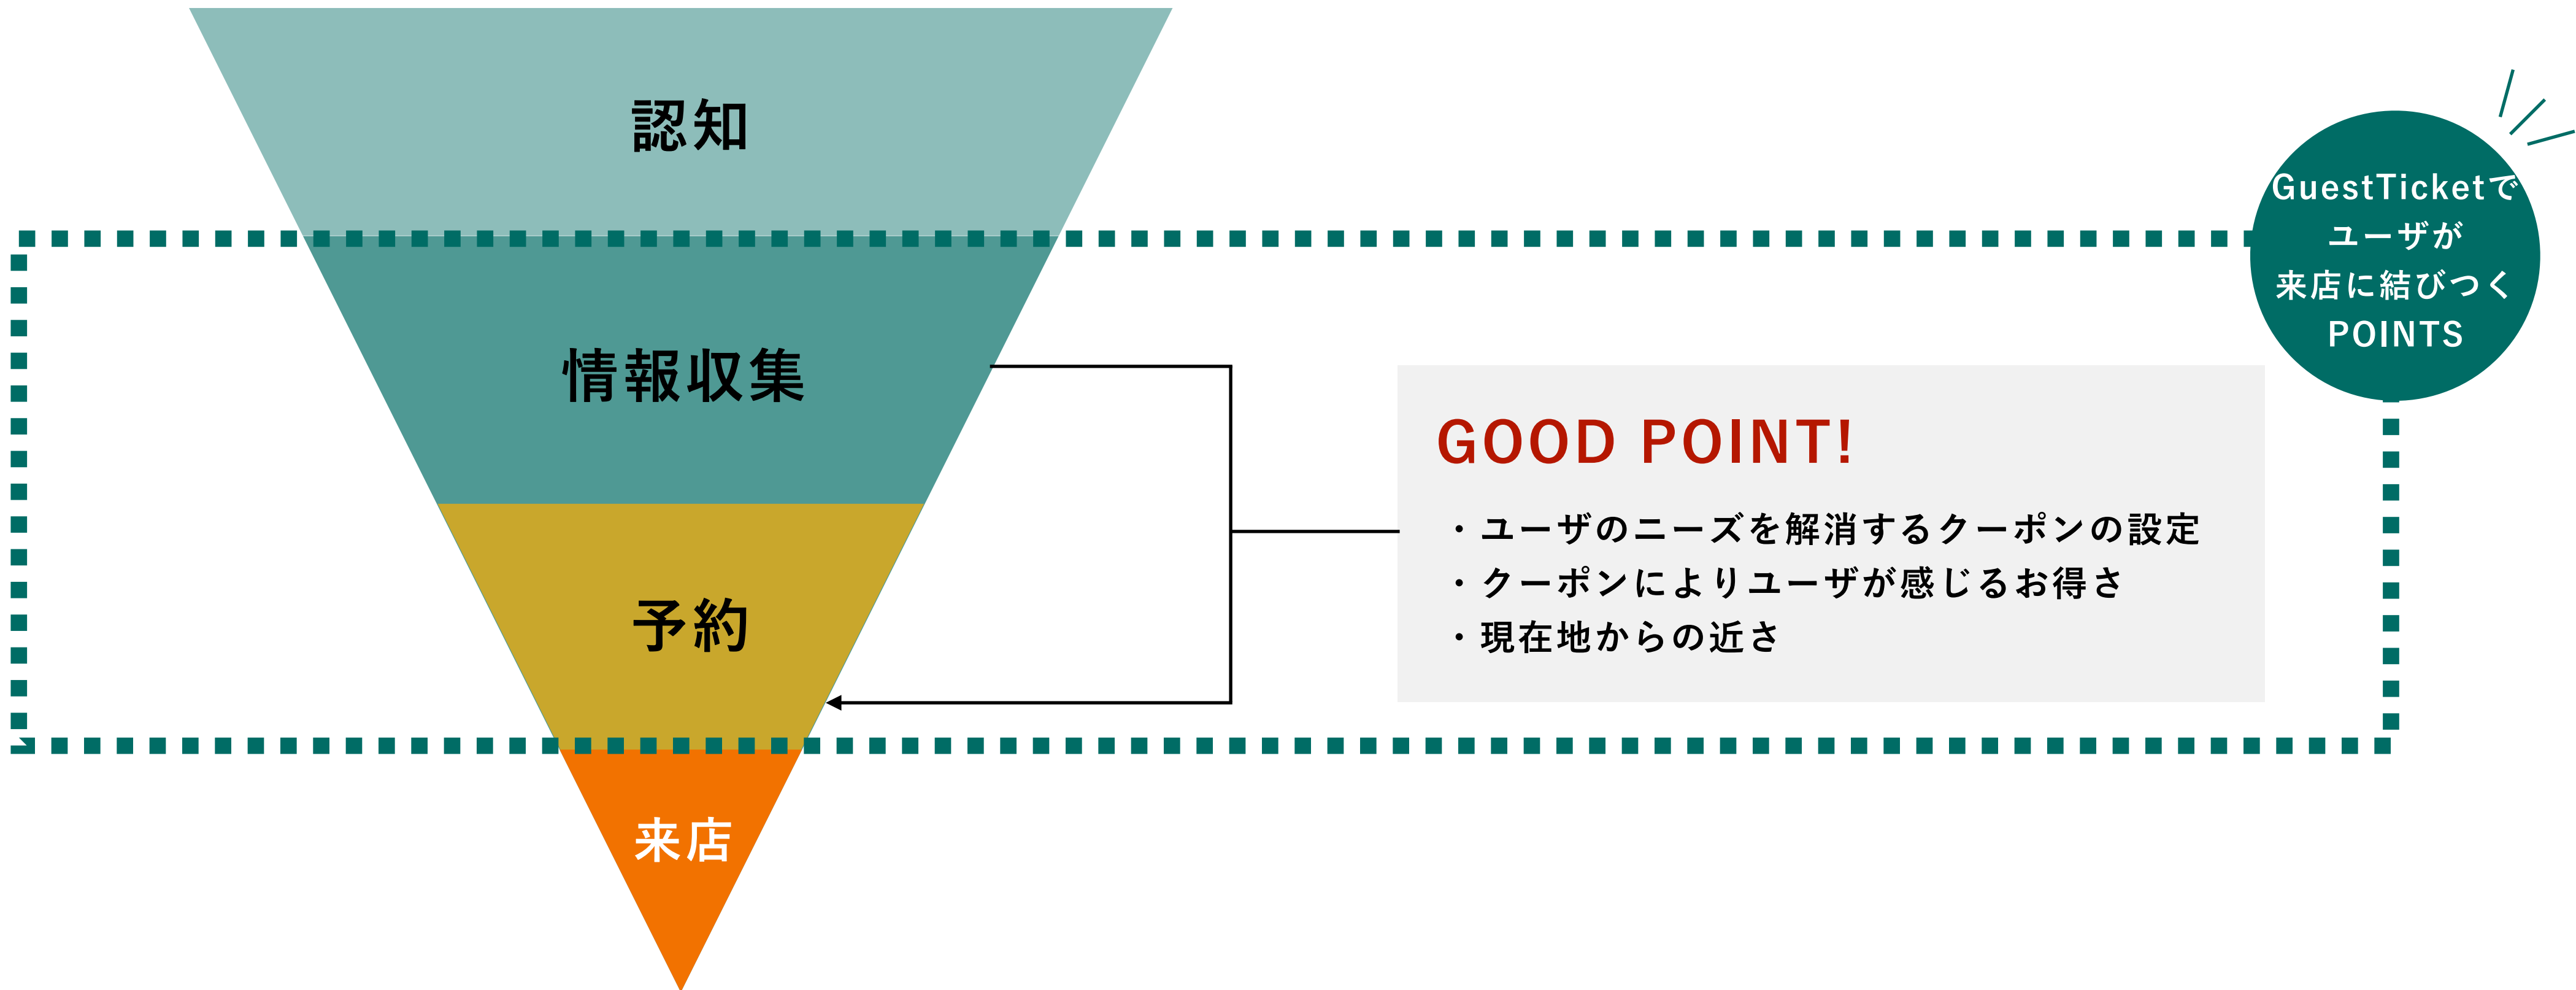 認知
情報収集
予約
来店
GuestTicketで
ユーザが
来店に結びつく
POINTS
GOOD POINT!
・ユーザのニーズを解消するクーポンの設定
・クーポンによりユーザが感じるお得さ
・現在地からの近さ